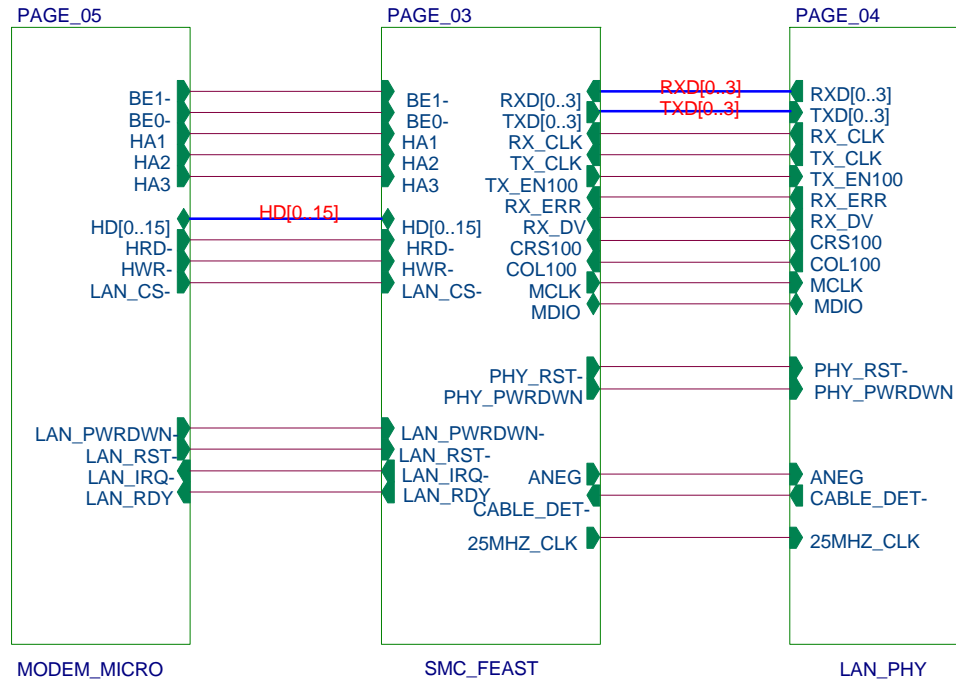 PAGE_05
BE1-
BE0-
HA1
HA2
HA3
HD[0..15]
HRD-
HWR-
LAN_CS-
LAN_PWRDWN-
LAN_RST-
LAN_IRQ-
LAN_RDY
MODEM_MICRO
HD[0..15]
PAGE_03
BE1-
BE0-
HA1
HA2
HA3
HD[0..15]
HRD-
HWR-
LAN_CS-
LAN_PWRDWN-
LAN_RST-
LAN_IRQ-
LAN_RDY
RXD[0..3]
TXD[0..3]
RX_CLK
TX_CLK
TX_EN100
RX_ERR
RX_DV
CRS100
COL100
MCLK
MDIO
PHY_RST-
PHY_PWRDWN
ANEG
CABLE_DET-
25MHZ_CLK
SMC_FEAST
RXD[0..3]
TXD[0..3]
PAGE_04
RXD[0..3]
TXD[0..3]
RX_CLK
TX_CLK
TX_EN100
RX_ERR
RX_DV
CRS100
COL100
MCLK
MDIO
PHY_RST-
PHY_PWRDWN
ANEG
CABLE_DET-
25MHZ_CLK
LAN_PHY